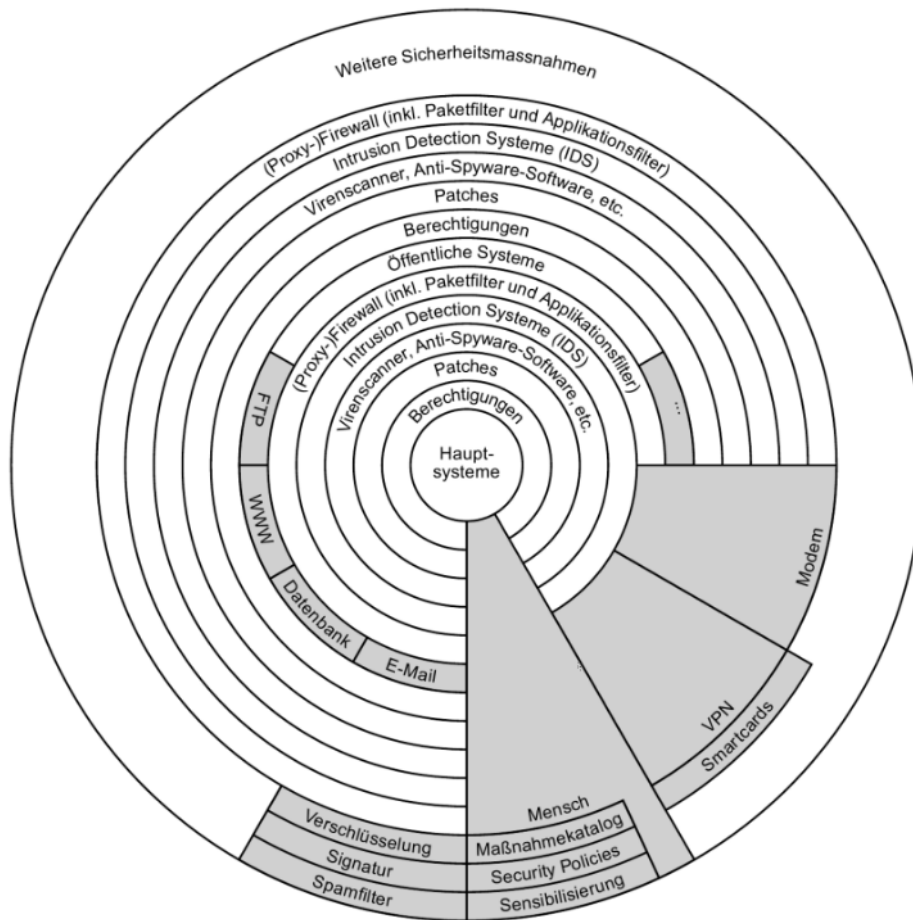 Weitere Sicherheitsmassnahmen
(Proxy-)Firewall (inkl. Paketfilter und Applikationsfilter)
Intrusion Detection Systeme (IDS)
Virenscanner, Anti-Spyware-Software, etc.
Patches
Berechtigungen
Öffentliche Systeme
(Proxy-)Firewall (inkl. Paketfilter und Applikationsfilter)
Intrusion Detection Systeme (IDS)
Virenscanner, Anti-Spyware-Software, etc.
Patches
Berechtigungen
Haupt-
systeme
FTP
WWW
Datenbank
E-Mail
...
Modem
VPN
Smartcards
Mensch
Maßnahmekatalog
Security Policies
Sensibilisierung
Verschlüsselung
Signatur
Spamfilter